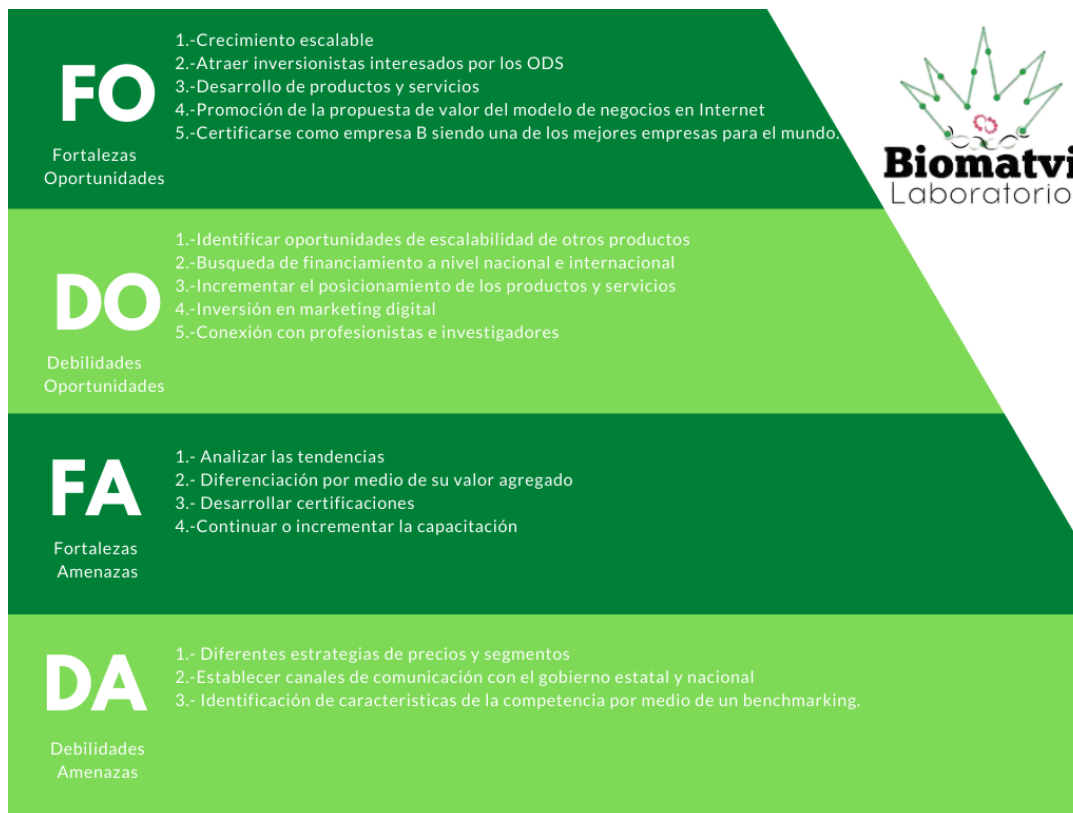 FO
Fortalezas
Oportunidades
1.-Crecimiento escalable
2.-Atraer inversionistas interesados por los ODS
3.-Desarrollo de productos y servicios
4.-Promoción de la propuesta de valor del modelo de negocios en Internet
5.-Certificarse como empresa B siendo una de los mejores empresas para el mundo.
Biomatvi
Laboratorio
DO
Debilidades
Oportunidades
1.-Identificar oportunidades de escalabilidad de otros productos
2.-Busqueda de financiamiento a nivel nacional e internacional
3.-Incrementar el posicionamiento de los productos y servicios
4.-Inversión en marketing digital
5.-Conexión con profesionistas e investigadores
FA
Fortalezas
Amenazas
1.- Analizar las tendencias
2.- Diferenciación por medio de su valor agregado
3.- Desarrollar certificaciones
4.-Continuar o incrementar la capacitación
DA
Debilidades
Amenazas
1.- Diferentes estrategias de precios y segmentos
2.-Establecer canales de comunicación con el gobierno estatal y nacional
3.- Identificación de caracteristicas de la competencia por medio de un benchmarking.